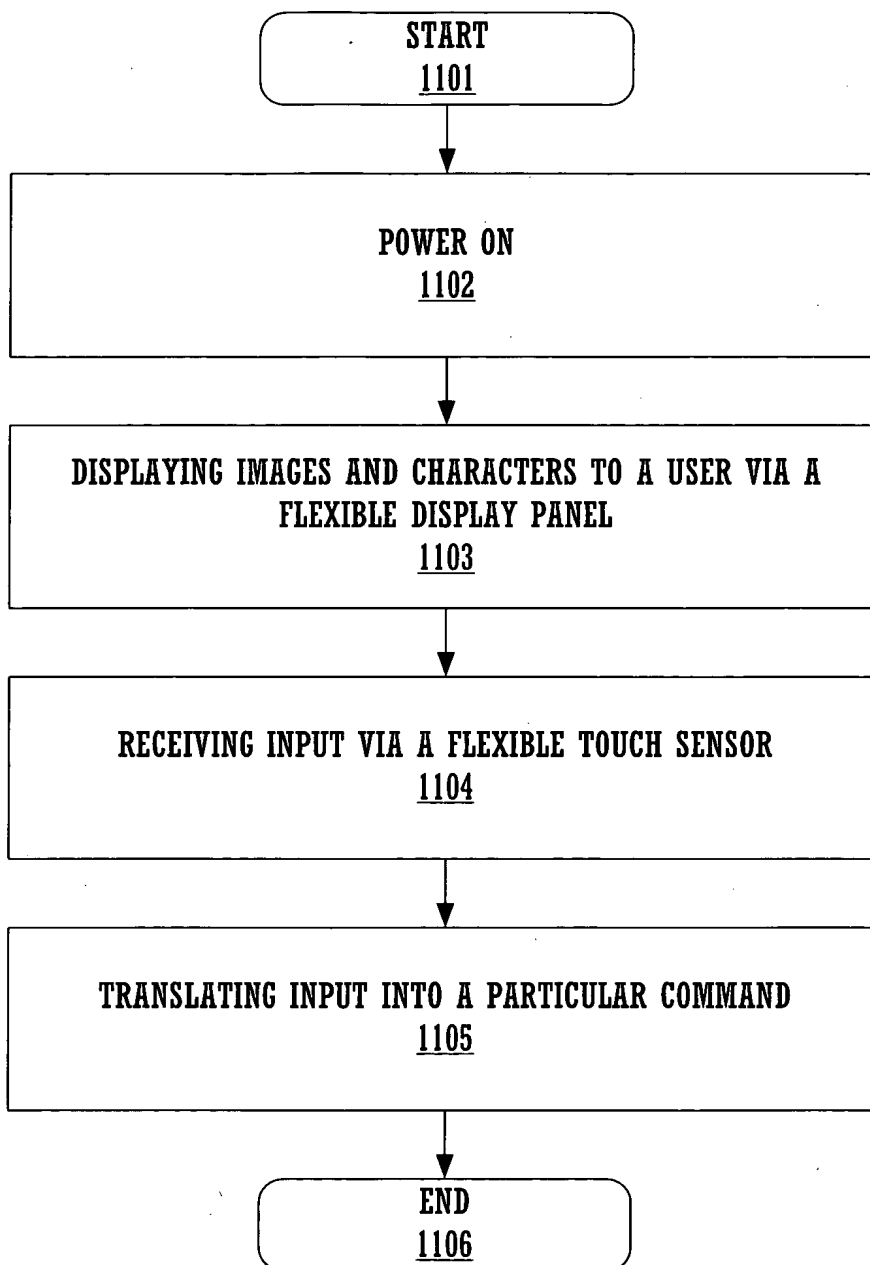 START
1101
POWER ON
1102
DISPLAYING IMAGES AND CHARACTERS TO A USER VIA A
FLEXIBLE DISPLAY PANEL
1103
RECEIVING INPUT VIA A FLEXIBLE TOUCH SENSOR
1104
TRANSLATING INPUT INTO A PARTICULAR COMMAND
1105
END
1106